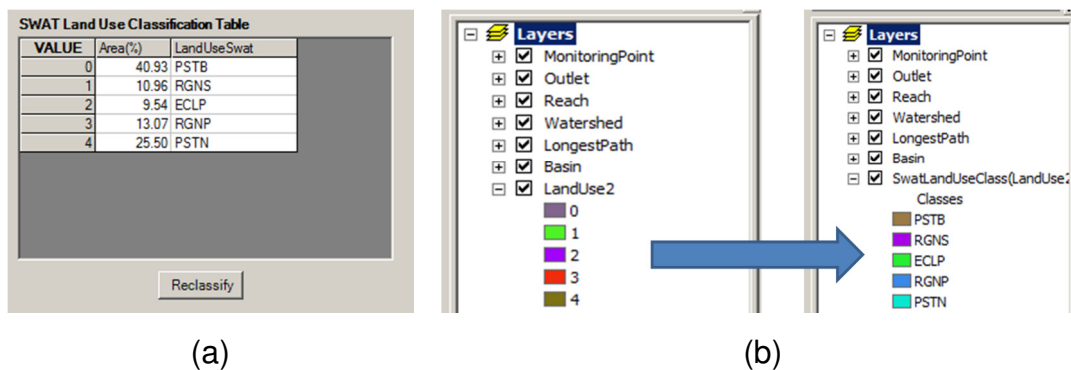 SWAT Land Use Classification Table
VALUE Area(%) LandUseSwat
0 40.93 PSTB
1 10.96 RGNS
2 9.54 ECLP
3 13.07 RGNP
4 25.50 PSTN
Reclassify
(a)
Layers
MonitoringPoint
Outlet
Reach
Watershed
LongestPath
Basin
LandUse2
0
1
2
3
4
Layers
MonitoringPoint
Outlet
Reach
Watershed
LongestPath
Basin
SwatLandUseClass(LandUse2
Classes
PSTB
RGNS
ECLP
RGNP
PSTN
(b)